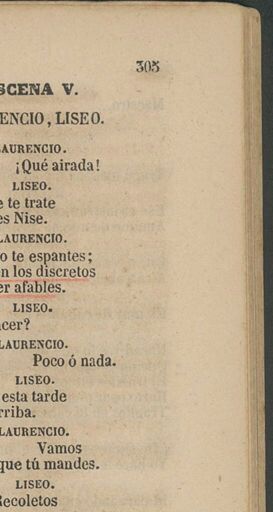 305
SCENA V.
ENCIO, LISEO.
LAURENCIO.
¡Qué airada!
LISEO.
e te trate
es Nise.
LAURENCIO.
o te espantes;
en los discretos
er afables.
LISEO.
acer?
LAURENCIO.
Poco ó nada.
LISEO.
esta tarde
rriba.
LAURENCIO.
Vamos
que tú mandes.
LISEO.
Recoletos